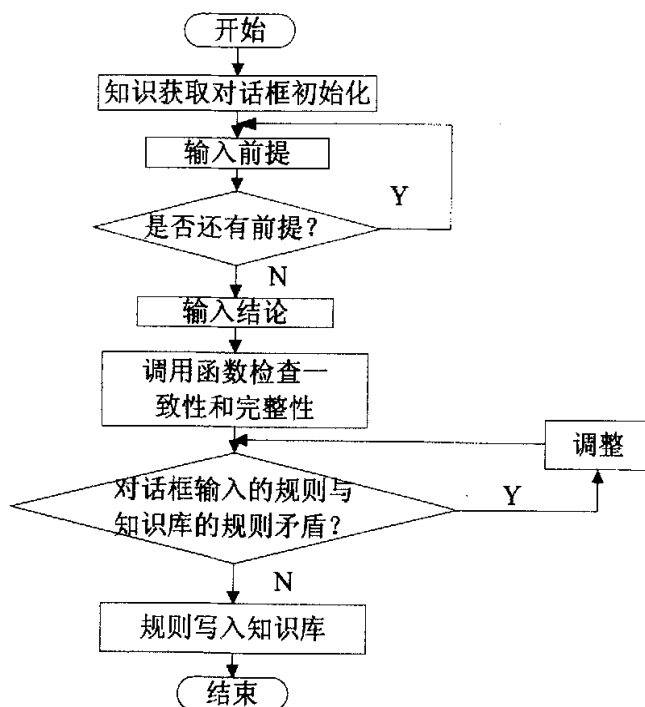 开始
知识获取对话框初始化
输入前提
Y
是否还有前提？
N
输入结论
调用函数检查一
致性和完整性
调整
对话框输入的规则与
知识库的规则矛盾？
Y
N
规则写入知识库
结束